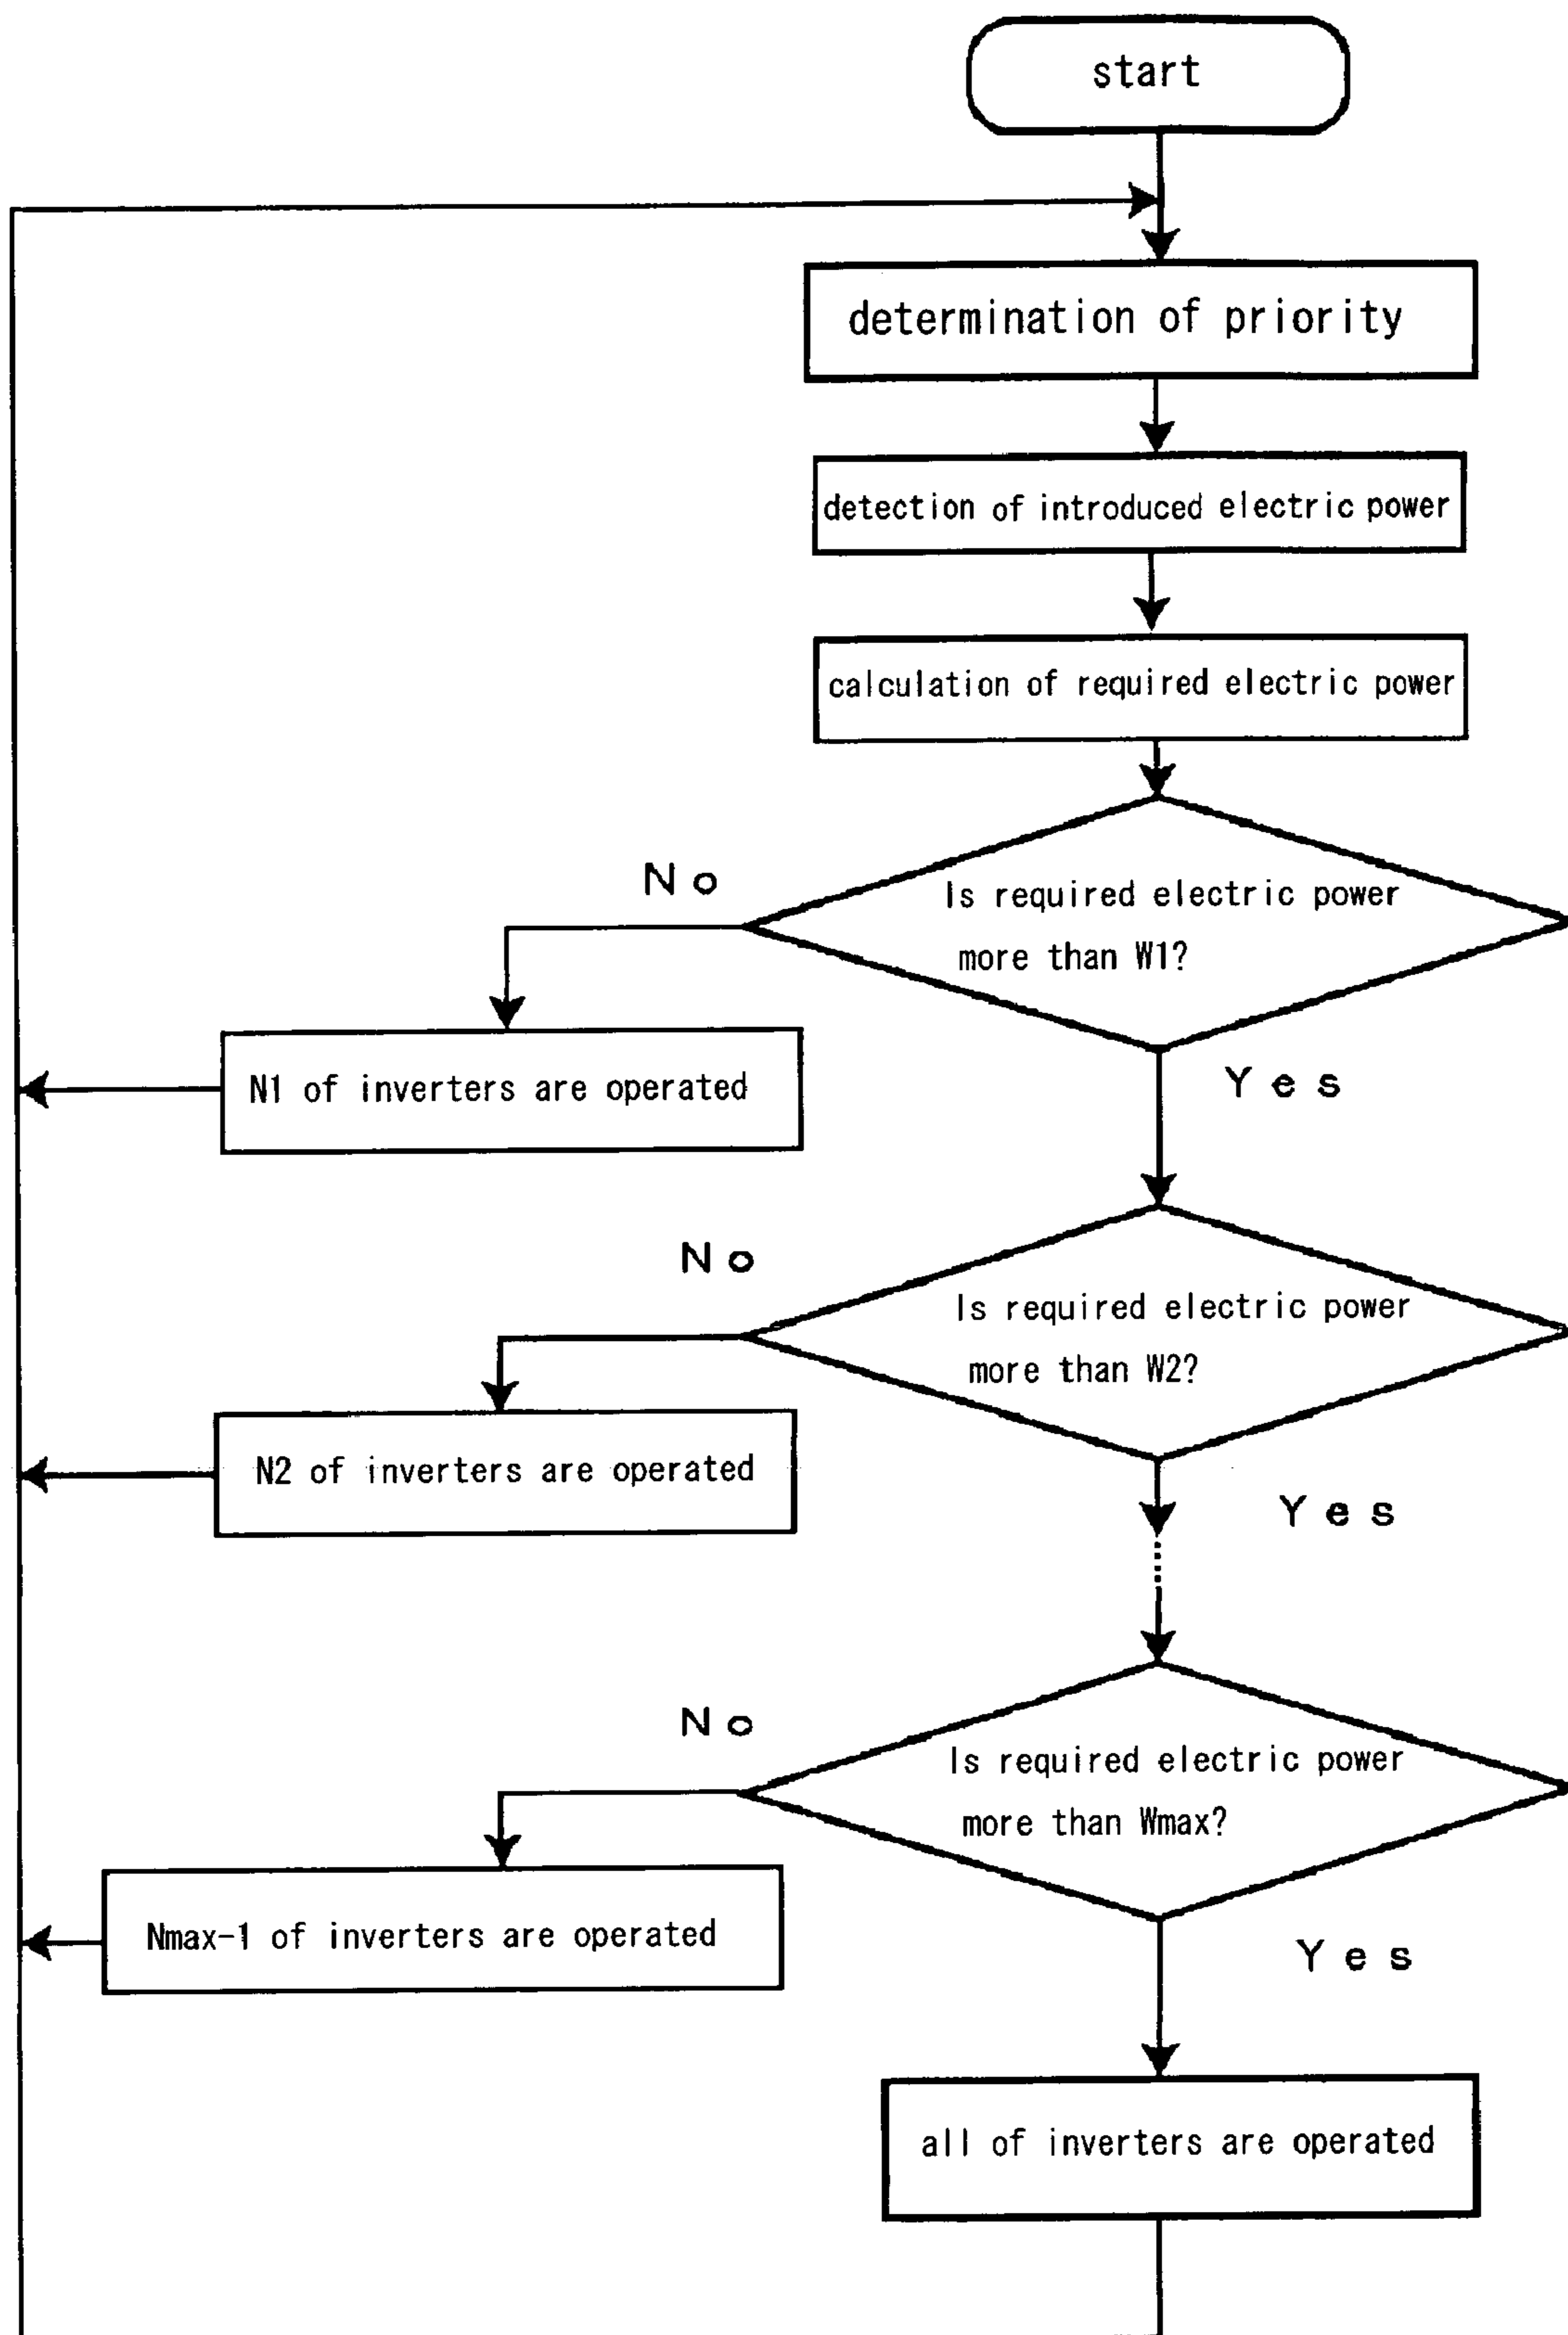 start
determination of priority
detection of introduced electric power
calculation of required electric power
No
Is required electric power
more than W1?
N1 of inverters are operated
Yes
No
Is required electric power
more than W2?
N2 of inverters are operated
Yes
No
Is required electric power
more than Wmax?
Nmax-1 of inverters are operated
Yes
all of inverters are operated